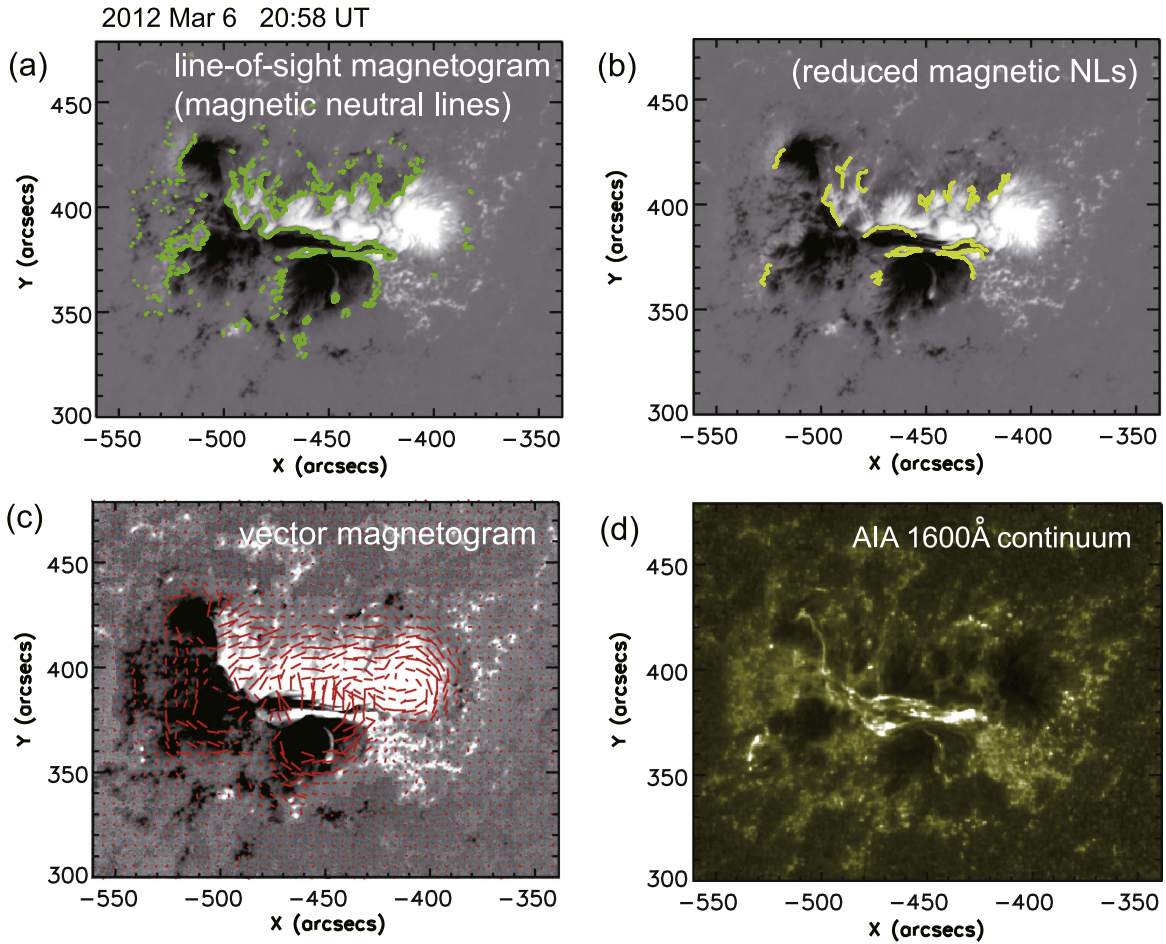 2012 Mar 6 20:58 UT
(a)
line-of-sight magnetogram
(magnetic neutral lines)
450
400
350
300
Y (arcsecs)
−550 −500 −450 −400 −350
X (arcsecs)
(b)
(reduced magnetic NLs)
450
400
350
300
Y (arcsecs)
−550 −500 −450 −400 −350
X (arcsecs)
(c)
vector magnetogram
450
400
350
300
Y (arcsecs)
−550 −500 −450 −400 −350
X (arcsecs)
(d)
AIA 1600Å continuum
450
400
350
300
Y (arcsecs)
−550 −500 −450 −400 −350
X (arcsecs)